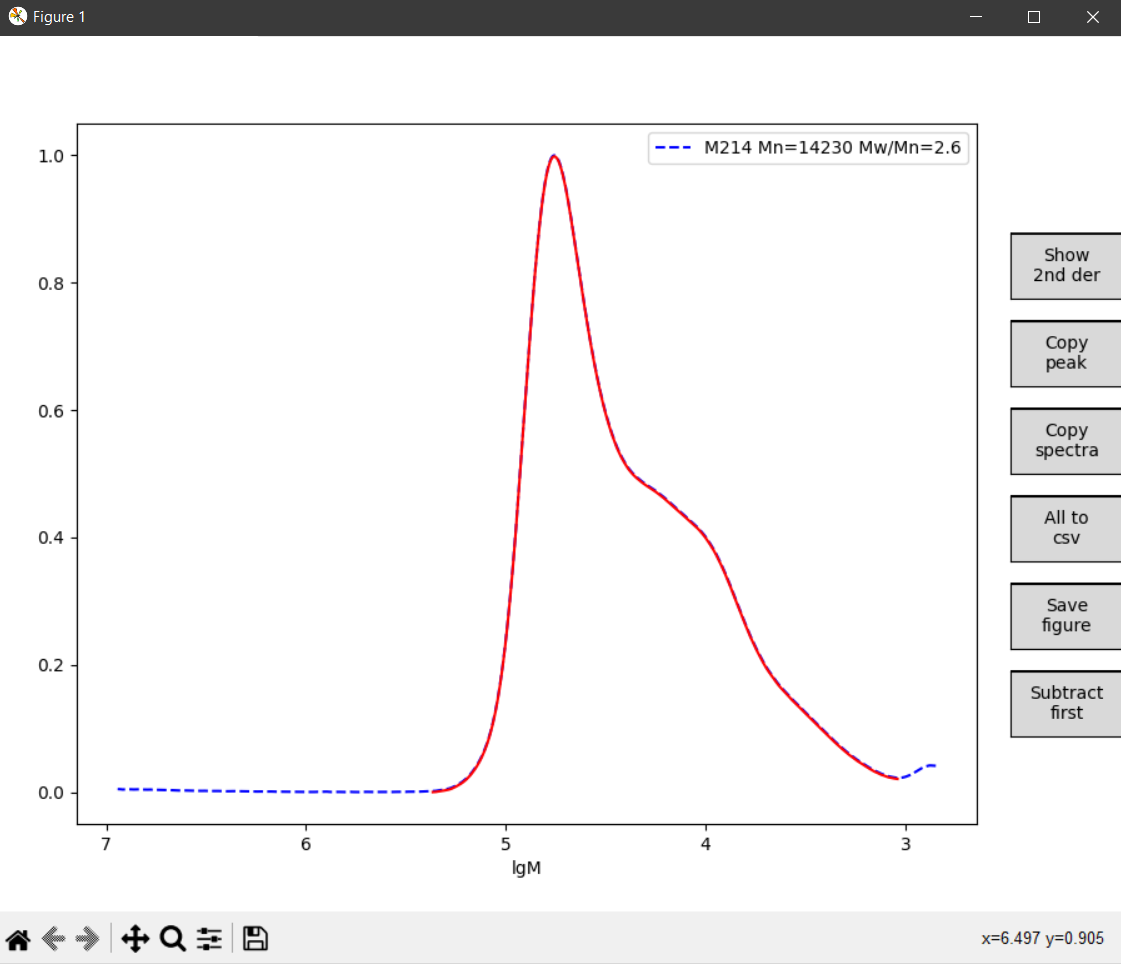 Figure 1
M214 Mn=14230 Mw/Mn=2.6
1.0
0.8
0.6
0.4
0.2
0.0
7 6 5 4 3
lgM
Show
2nd der
Copy
peak
Copy
spectra
All to
csv
Save
figure
Subtract
first
x=6.497 y=0.905